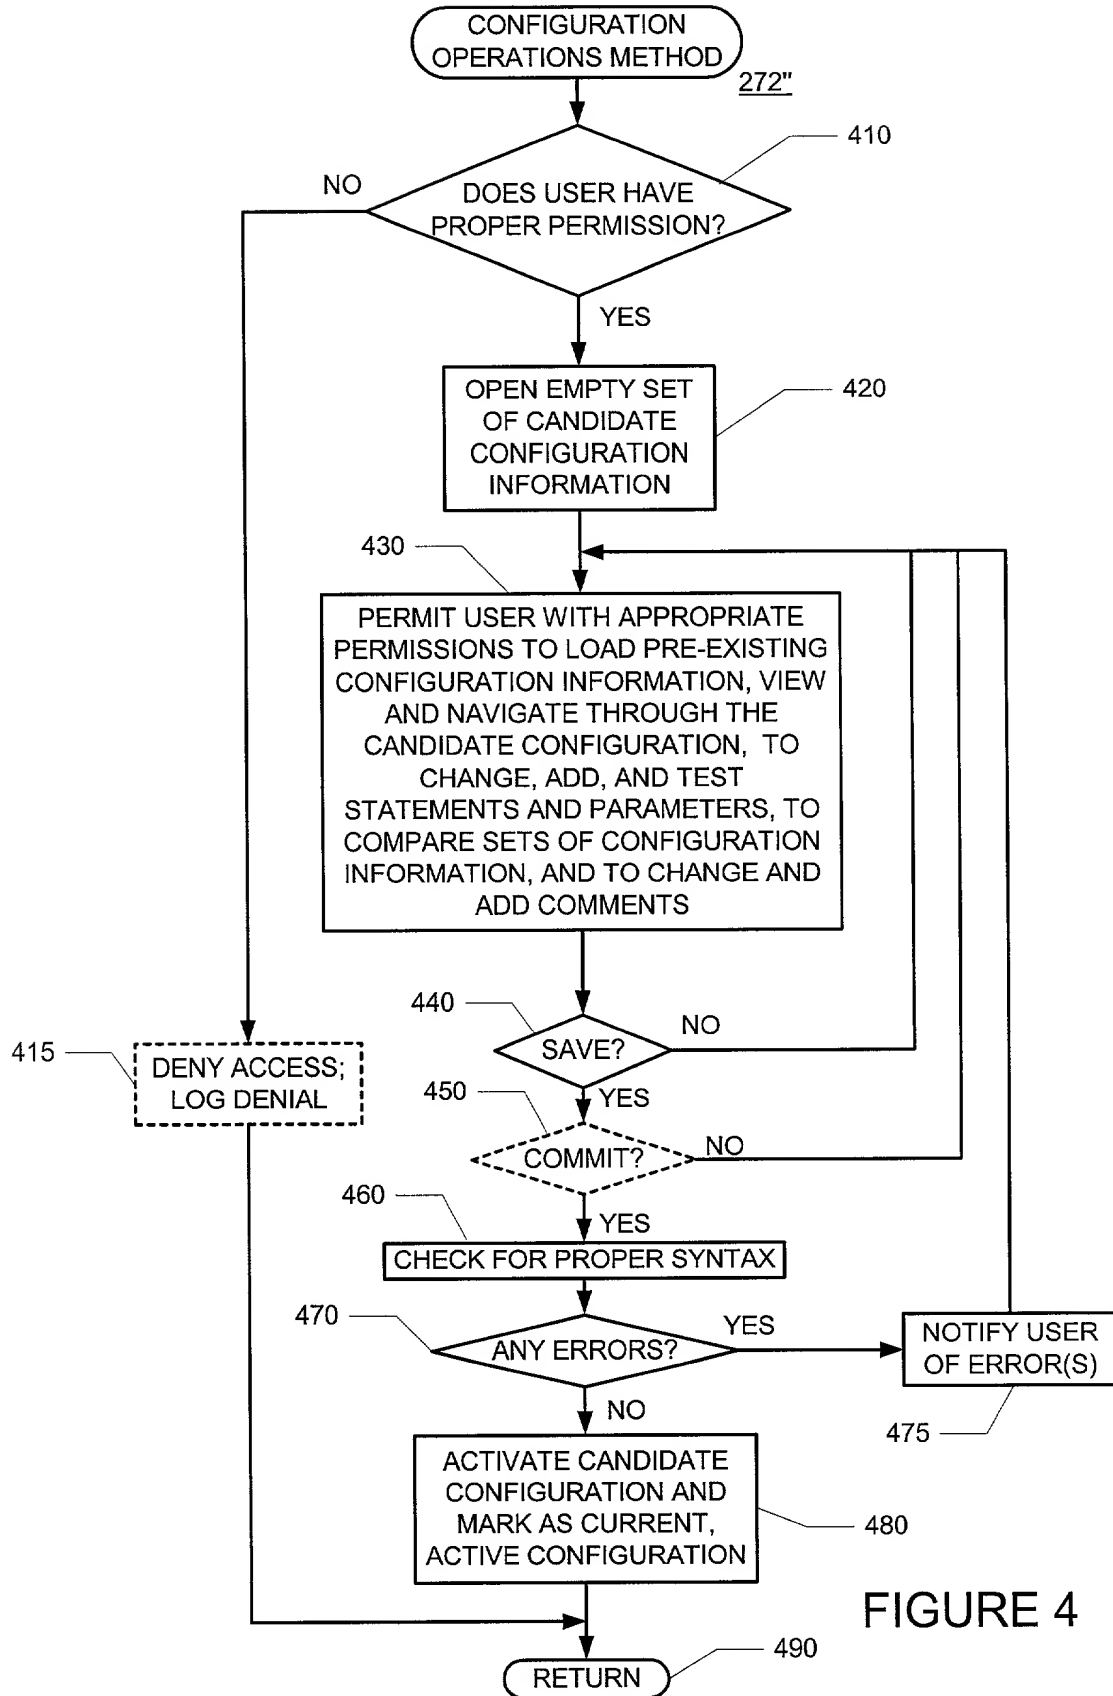 CONFIGURATION
OPERATIONS METHOD
272"
410
NO
DOES USER HAVE
PROPER PERMISSION?
YES
OPEN EMPTY SET
OF CANDIDATE
CONFIGURATION
INFORMATION
420
430
PERMIT USER WITH APPROPRIATE
PERMISSIONS TO LOAD PRE-EXISTING
CONFIGURATION INFORMATION, VIEW
AND NAVIGATE THROUGH THE
CANDIDATE CONFIGURATION, TO
CHANGE, ADD, AND TEST
STATEMENTS AND PARAMETERS, TO
COMPARE SETS OF CONFIGURATION
INFORMATION, AND TO CHANGE AND
ADD COMMENTS
440
SAVE?
NO
415
DENY ACCESS;
LOG DENIAL
YES
450
COMMIT?
NO
460
YES
CHECK FOR PROPER SYNTAX
470
ANY ERRORS?
YES
NOTIFY USER
OF ERROR(S)
475
NO
ACTIVATE CANDIDATE
CONFIGURATION AND
MARK AS CURRENT,
ACTIVE CONFIGURATION
480
FIGURE 4
RETURN
490